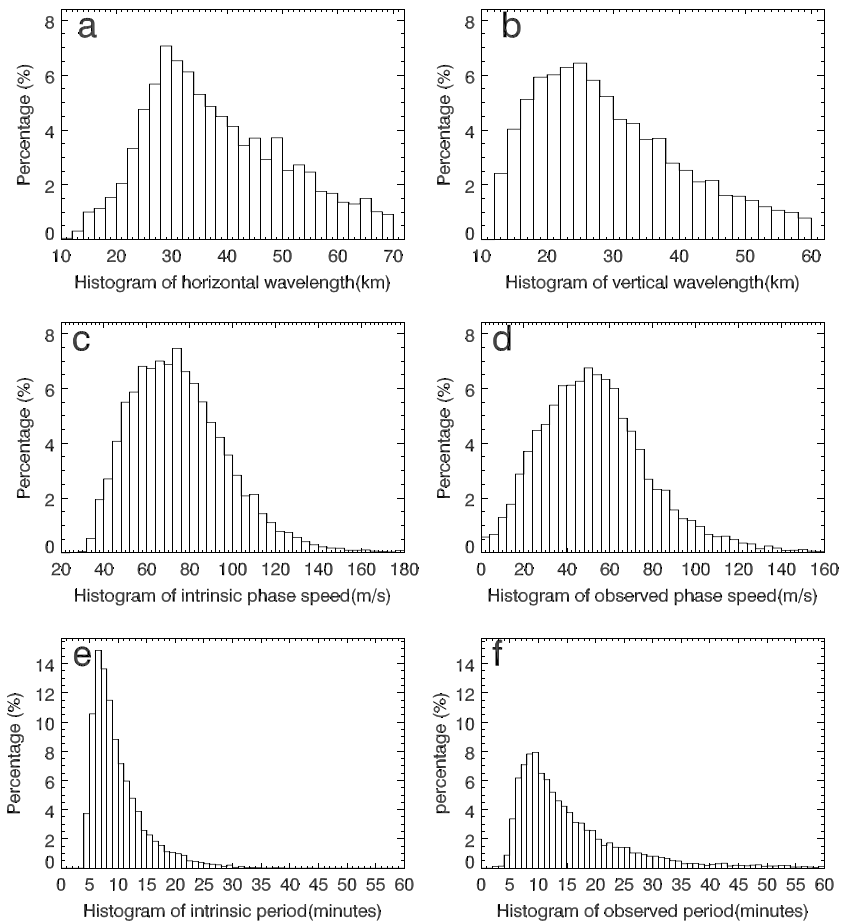 a
8
6
4
2
0
Percentage (%)
10 20 30 40 50 60 70
Histogram of horizontal wavelength(km)
b
8
6
4
2
0
Percentage (%)
10 20 30 40 50 60
Histogram of vertical wavelength(km)
c
8
6
4
2
0
Percentage (%)
20 40 60 80 100 120 140 160 180
Histogram of intrinsic phase speed(m/s)
d
8
6
4
2
0
Percentage (%)
0 20 40 60 80 100 120 140 160
Histogram of observed phase speed(m/s)
e
14
12
10
8
6
4
2
0
Percentage (%)
0 5 10 15 20 25 30 35 40 45 50 55 60
Histogram of intrinsic period(minutes)
f
14
12
10
8
6
4
2
0
percentage (%)
0 5 10 15 20 25 30 35 40 45 50 55 60
Histogram of observed period(minutes)